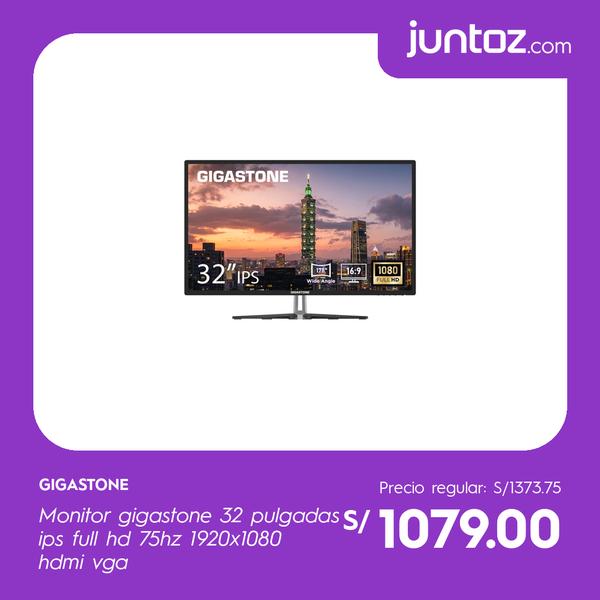 juntoz.com
GIGASTONE
32" IPS
178°
Wide Angle
16:9
1080
FULL HD
GIGASTONE
GIGASTONE
Monitor gigastone 32 pulgadas
ips full hd 75hz 1920x1080
hdmi vga
Precio regular: S/1373.75
S/ 1079.00